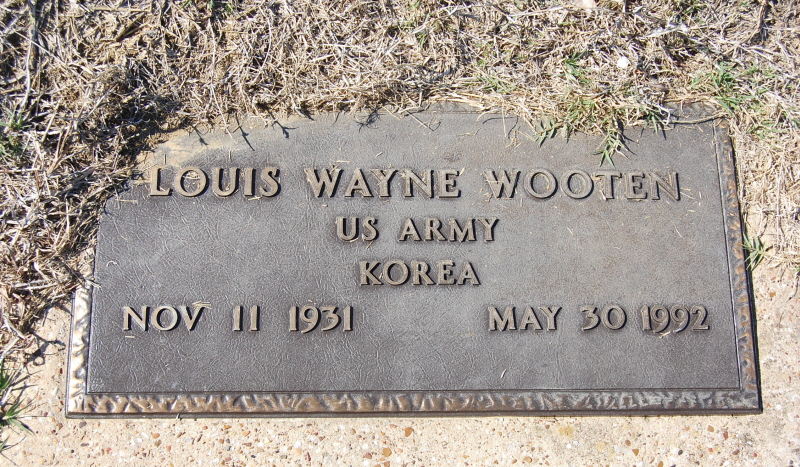 LOUIS WAYNE WOOTEN
US ARMY
KOREA
NOV 11 1931 MAY 30 1992